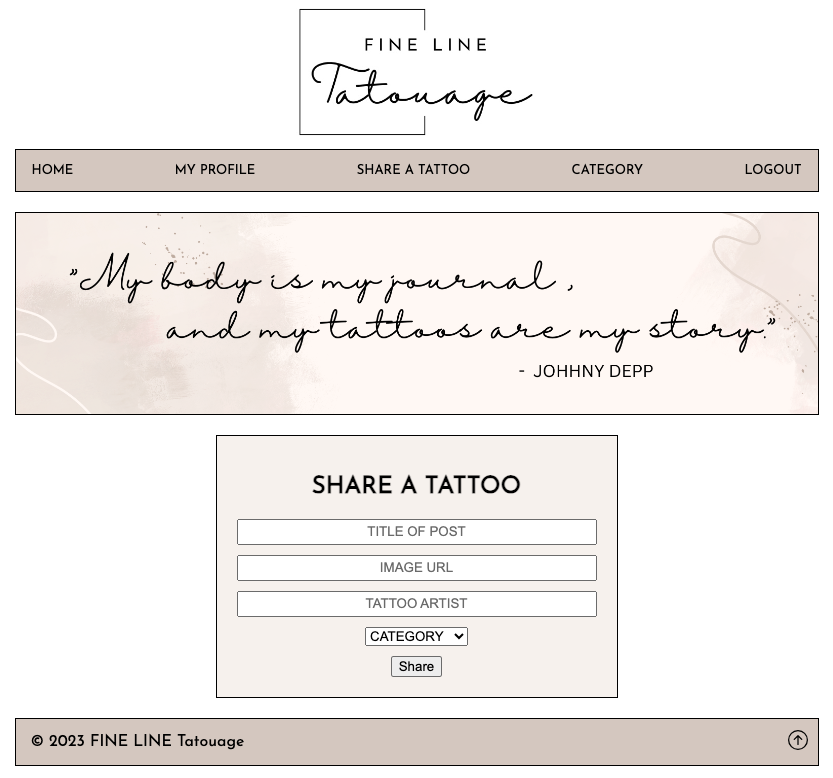 FINE LINE
Tatouage
HOME MY PROFILE SHARE A TATTOO CATEGORY LOGOUT
"My body is my journal ,
and my tattoos are my story."
- JOHHNY DEPP
SHARE A TATTOO
TITLE OF POST
IMAGE URL
TATTOO ARTIST
CATEGORY
Share
© 2023 FINE LINE Tatouage